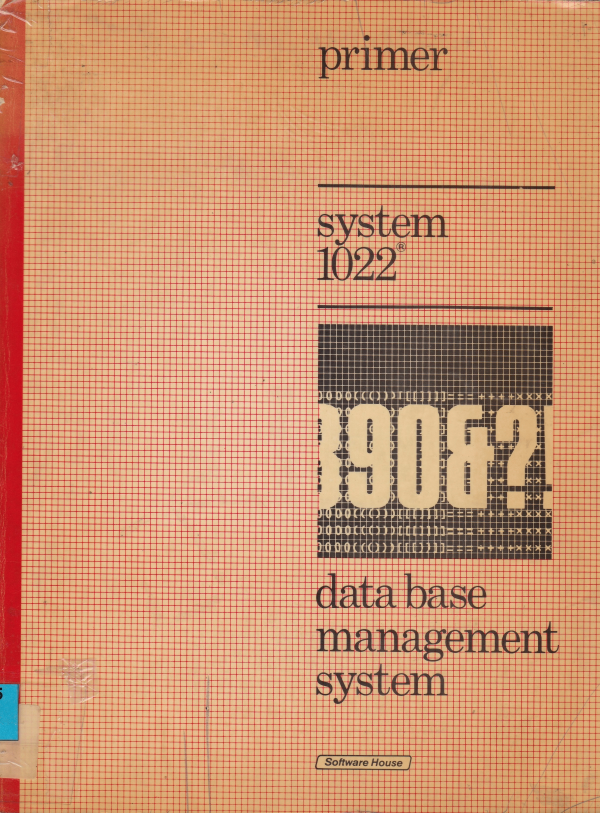 primer
system
1022®
390&?!
data base
management
system
Software House